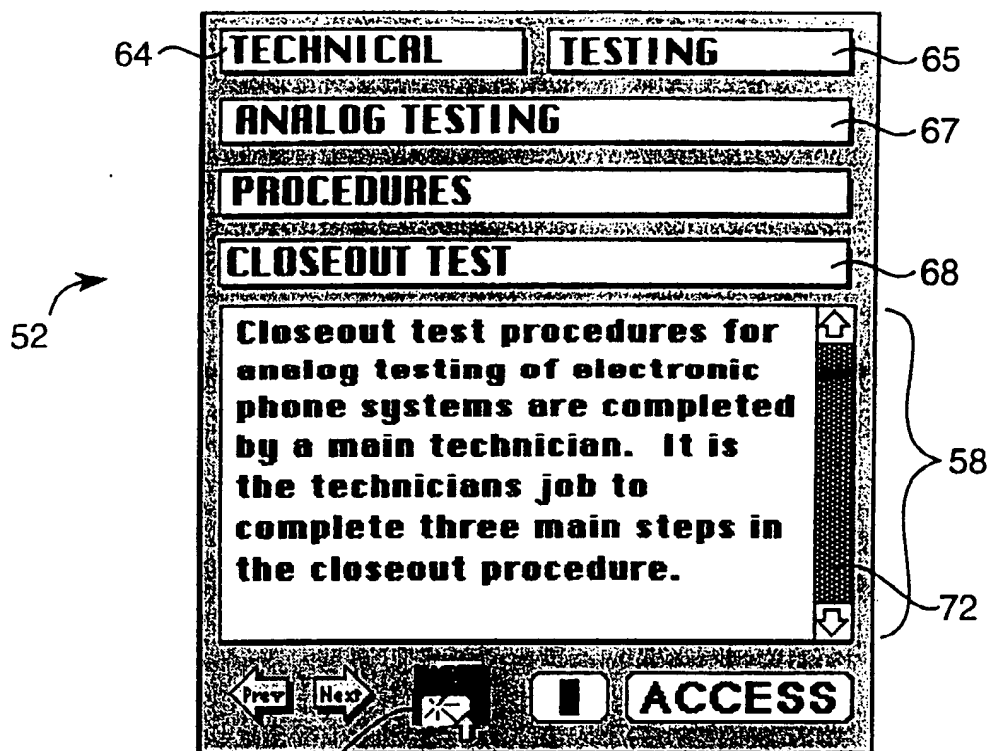 64 TECHNICAL TESTING 65
ANALOG TESTING 67
PROCEDURES
CLOSEOUT TEST 68
52
Closeout test procedures for
analog testing of electronic
phone systems are completed
by a main technician. It is
the technicians job to
complete three main steps in
the closeout procedure.
58
72
Prev Next ACCESS